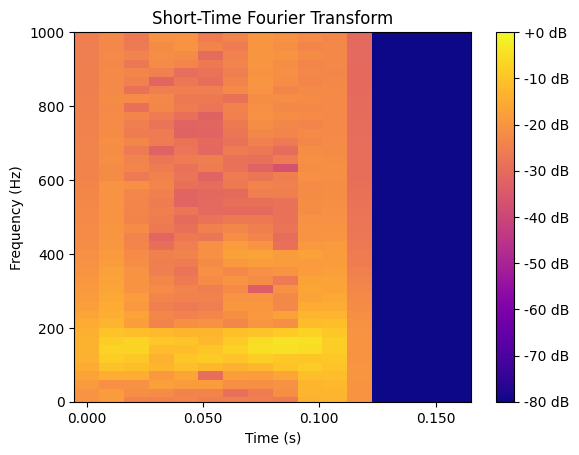 Short-Time Fourier Transform
Frequency (Hz)
1000
800
600
400
200
0
0.000
0.050
0.100
0.150
Time (s)
+0 dB
-10 dB
-20 dB
-30 dB
-40 dB
-50 dB
-60 dB
-70 dB
-80 dB